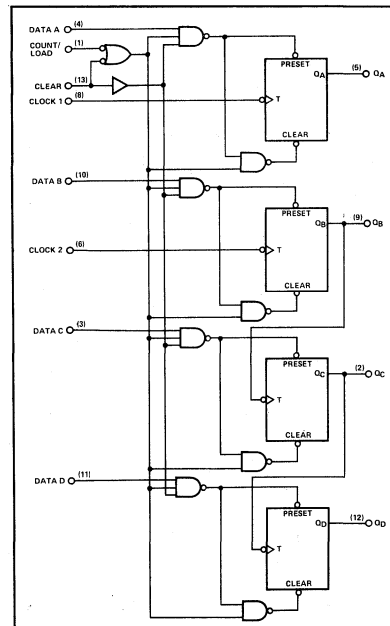 DATA A (4)
COUNT/ (1)
LOAD
CLEAR (13)
CLOCK 1 (8)
PRESET
QA (5) QA
T
CLEAR
DATA B (10)
PRESET
QB (9) QB
CLOCK 2 (6)
T
CLEAR
DATA C (3)
PRESET
QC (2) QC
T
CLEAR
DATA D (11)
PRESET
QD (12) QD
T
CLEAR